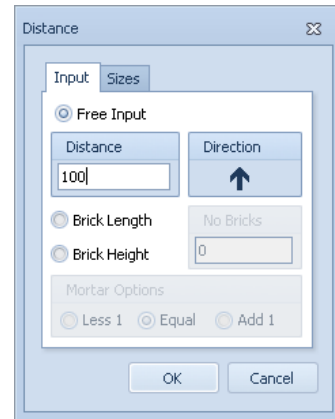 Distance
Input Sizes
Free Input
Distance Direction
100
Brick Length No Bricks
Brick Height 0
Mortar Options
Less 1 Equal Add 1
OK Cancel